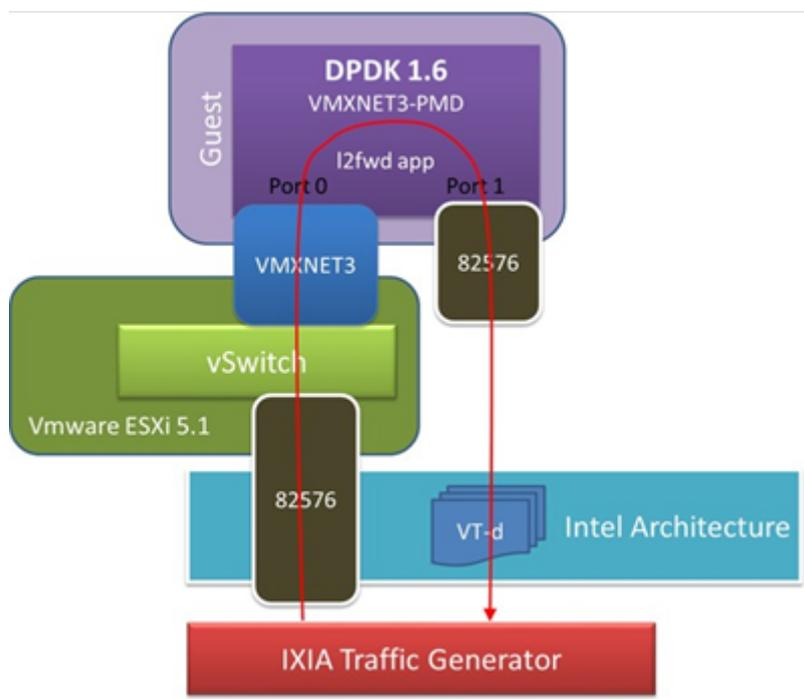 DPDK 1.6
VMXNET3-PMD
Guest
l2fwd app
Port 0
Port 1
VMXNET3
82576
vSwitch
Vmware ESXi 5.1
82576
VT-d
Intel Architecture
IXIA Traffic Generator